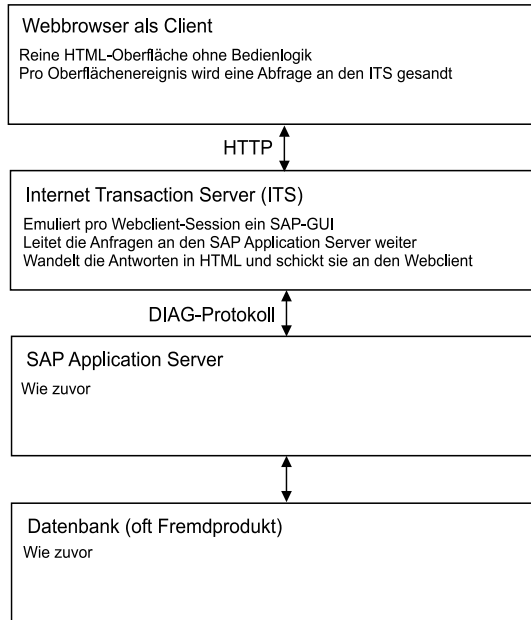 Webbrowser als Client
Reine HTML-Oberfläche ohne Bedienlogik
Pro Oberflächenereignis wird eine Abfrage an den ITS gesandt
HTTP
Internet Transaction Server (ITS)
Emuliert pro Webclient-Session ein SAP-GUI
Leitet die Anfragen an den SAP Application Server weiter
Wandelt die Antworten in HTML und schickt sie an den Webclient
DIAG-Protokoll
SAP Application Server
Wie zuvor
Datenbank (oft Fremdprodukt)
Wie zuvor